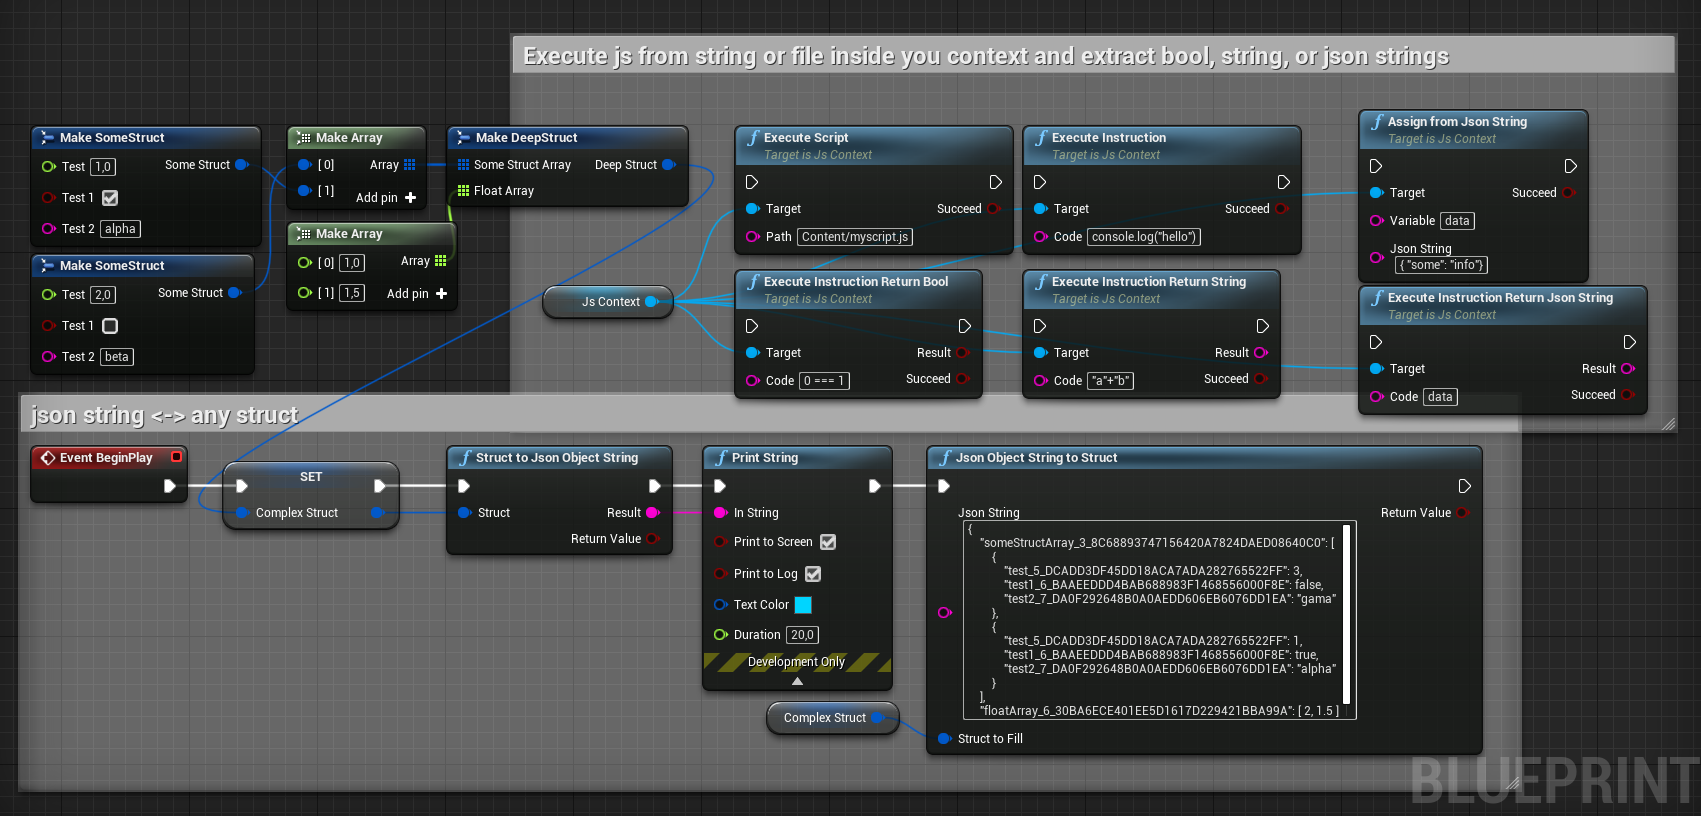 Execute js from string or file inside you context and extract bool, string, or json strings
Make SomeStruct
Test 1,0
Some Struct
Test 1
Test 2 alpha
Make Array
[0]
Array
[1]
Add pin +
Make DeepStruct
Some Struct Array
Deep Struct
Float Array
Make SomeStruct
Test 2,0
Some Struct
Test 1
Test 2 beta
Make Array
[0] 1,0
Array
[1] 1,5
Add pin +
Js Context
Execute Script
Target is Js Context
Target
Succeed
Path Content/myscript.js
Execute Instruction
Target is Js Context
Target
Succeed
Code console.log("hello")
Assign from Json String
Target is Js Context
Target
Succeed
Variable data
Json String
{ "some": "info"}
Execute Instruction Return Bool
Target is Js Context
Target
Result
Code 0 === 1
Succeed
Execute Instruction Return String
Target is Js Context
Target
Result
Code "a"+"b"
Succeed
Execute Instruction Return Json String
Target is Js Context
Target
Result
Code data
Succeed
json string <-> any struct
Event BeginPlay
SET
Complex Struct
Struct to Json Object String
Struct
Result
Return Value
Print String
In String
Print to Screen
Print to Log
Text Color
Duration 20,0
Development Only
Complex Struct
Json Object String to Struct
Json String
Return Value
{
"someStructArray_3_8C68893747156420A7824DAED08640C0": [
{
"test_5_DCADD3DF45DD18ACA7ADA282765522FF": 3,
"test1_6_BAAEEDDD4BAB688983F1468556000F8E": false,
"test2_7_DA0F292648B0A0AEDD606EB6076DD1EA": "gama"
},
{
"test_5_DCADD3DF45DD18ACA7ADA282765522FF": 1,
"test1_6_BAAEEDDD4BAB688983F1468556000F8E": true,
"test2_7_DA0F292648B0A0AEDD606EB6076DD1EA": "alpha"
}
],
"floatArray_6_30BA6ECE401EE5D1617D229421BBA99A": [ 2, 1.5 ]
Struct to Fill
BLUEPRINT